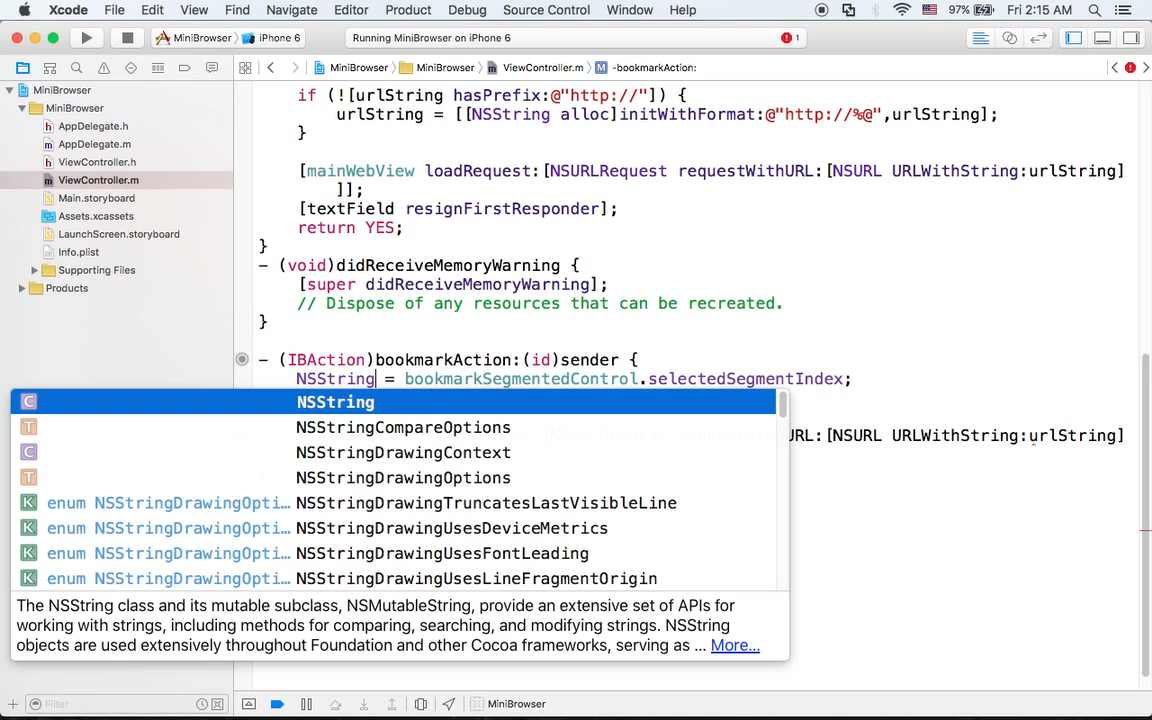 Xcode File Edit View Find Navigate Editor Product Debug Source Control Window Help 97% Fri 2:15 AM
MiniBrowser iPhone 6 Running MiniBrowser on iPhone 6 1
MiniBrowser MiniBrowser ViewController.m -bookmarkAction:
MiniBrowser
MiniBrowser
AppDelegate.h
AppDelegate.m
ViewController.h
ViewController.m
Main.storyboard
Assets.xcassets
LaunchScreen.storyboard
Info.plist
Supporting Files
Products
if (![urlString hasPrefix:@"http://"]) {
urlString = [[NSString alloc]initWithFormat:@"http://%@",urlString];
}
[mainWebView loadRequest:[NSURLRequest requestWithURL:[NSURL URLWithString:urlString]
]];
[textField resignFirstResponder];
return YES;
}
- (void)didReceiveMemoryWarning {
[super didReceiveMemoryWarning];
// Dispose of any resources that can be recreated.
}
- (IBAction)bookmarkAction:(id)sender {
NSString = bookmarkSegmentedControl.selectedSegmentIndex;
C NSString
T NSStringCompareOptions
URL:[NSURL URLWithString:urlString]
C NSStringDrawingContext
T NSStringDrawingOptions
K enum NSStringDrawingOpti... NSStringDrawingTruncatesLastVisibleLine
K enum NSStringDrawingOpti... NSStringDrawingUsesDeviceMetrics
K enum NSStringDrawingOpti... NSStringDrawingUsesFontLeading
K enum NSStringDrawingOpti... NSStringDrawingUsesLineFragmentOrigin
The NSString class and its mutable subclass, NSMutableString, provide an extensive set of APIs for
working with strings, including methods for comparing, searching, and modifying strings. NSString
objects are used extensively throughout Foundation and other Cocoa frameworks, serving as ... More...
Filter MiniBrowser